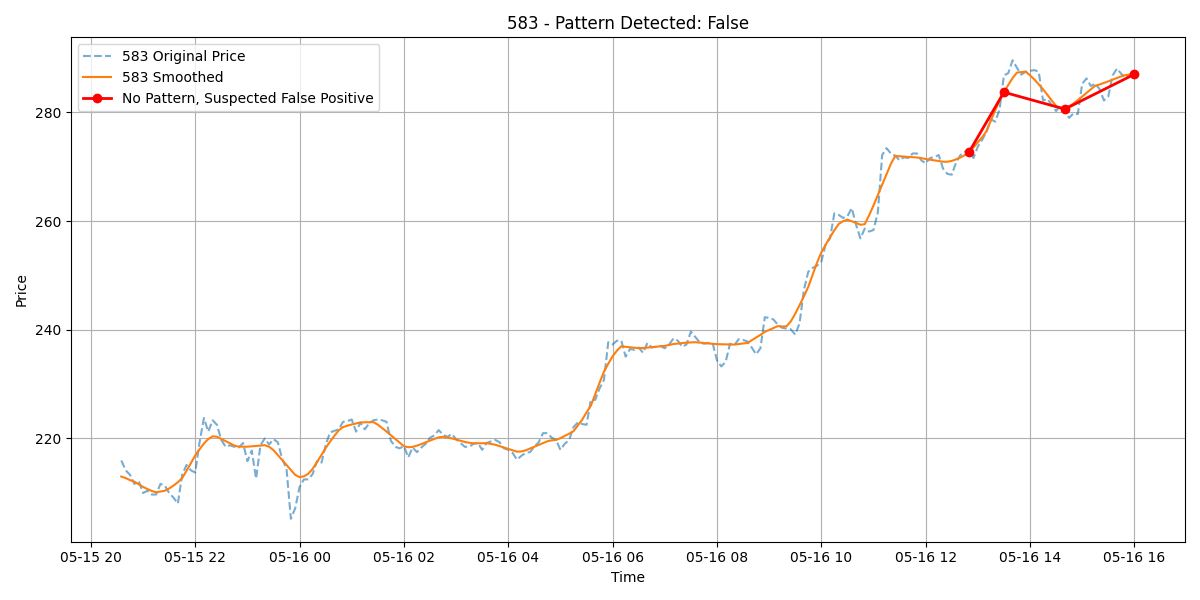 583 - Pattern Detected: False
583 Original Price
583 Smoothed
No Pattern, Suspected False Positive
Price
280
260
240
220
05-15 20 05-15 22 05-16 00 05-16 02 05-16 04 05-16 06 05-16 08 05-16 10 05-16 12 05-16 14 05-16 16
Time